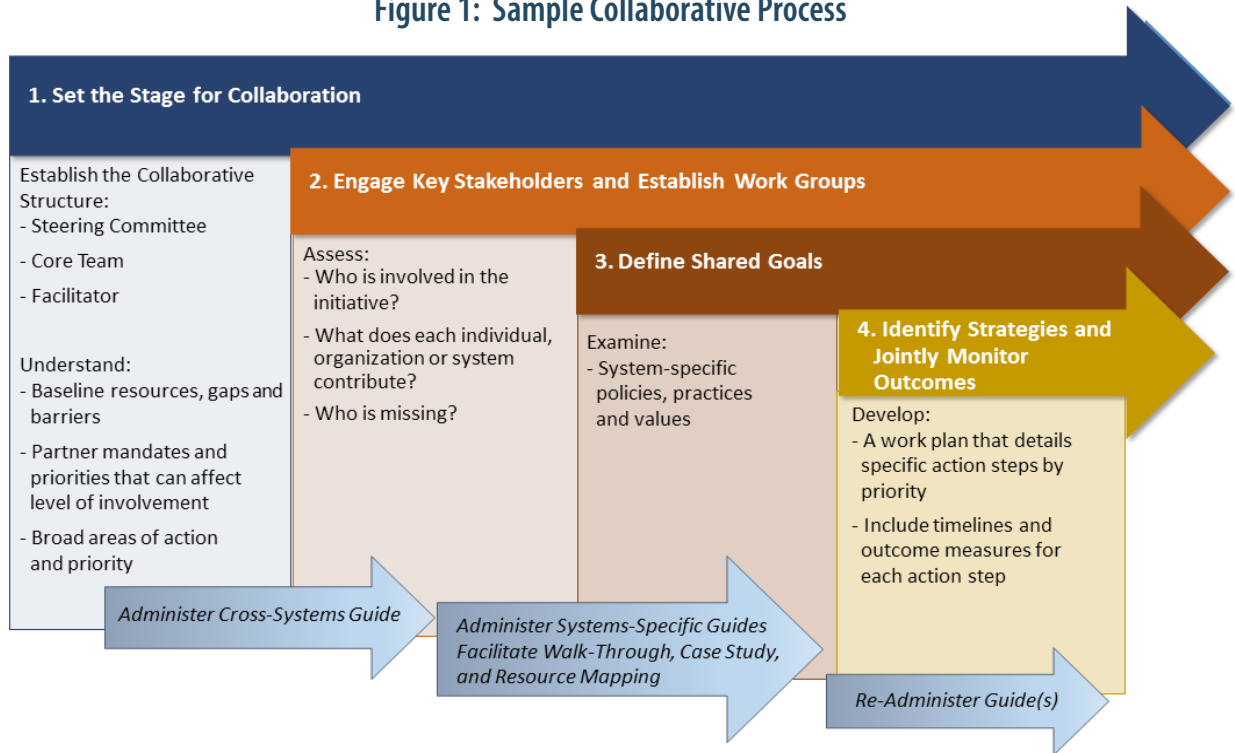 Figure 1: Sample Collaborative Process
1. Set the Stage for Collaboration
Establish the Collaborative
Structure:
- Steering Committee
- Core Team
- Facilitator
Understand:
- Baseline resources, gaps and
barriers
- Partner mandates and
priorities that can affect
level of involvement
- Broad areas of action
and priority
2. Engage Key Stakeholders and Establish Work Groups
Assess:
- Who is involved in the
initiative?
- What does each individual,
organization or system
contribute?
- Who is missing?
3. Define Shared Goals
Examine:
- System-specific
policies, practices
and values
4. Identify Strategies and
Jointly Monitor
Outcomes
Develop:
- A work plan that details
specific action steps by
priority
- Include timelines and
outcome measures for
each action step
Administer Cross-Systems Guide
Administer Systems-Specific Guides
Facilitate Walk-Through, Case Study,
and Resource Mapping
Re-Administer Guide(s)